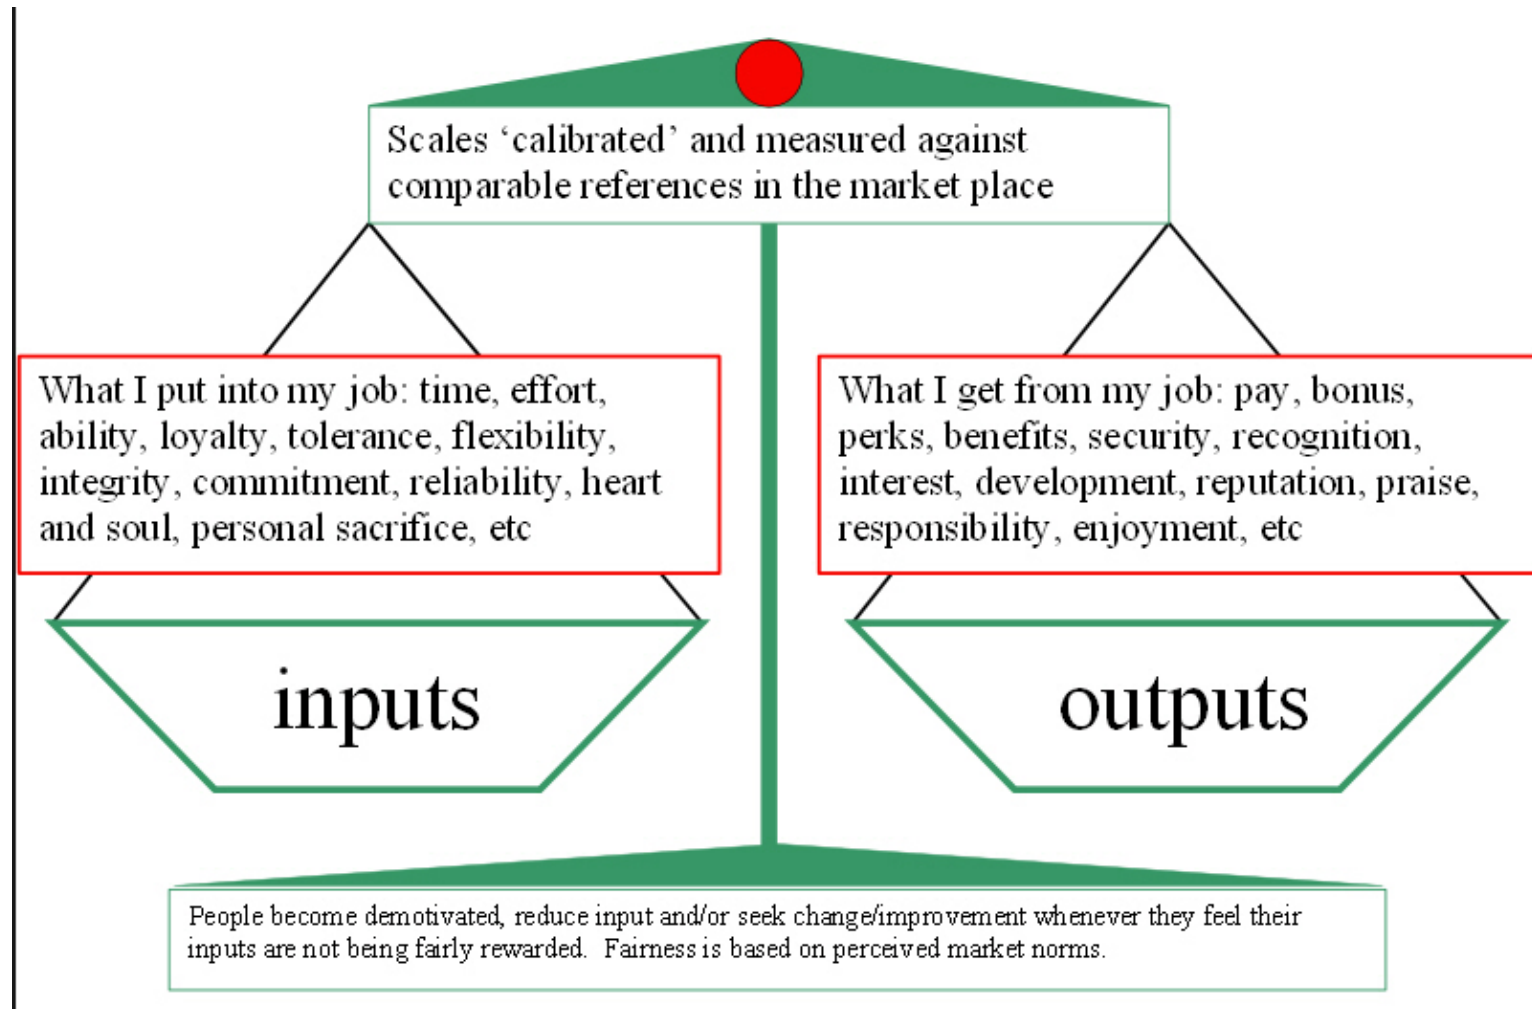 Scales ‘calibrated’ and measured against
comparable references in the market place
What I put into my job: time, effort,
ability, loyalty, tolerance, flexibility,
integrity, commitment, reliability, heart
and soul, personal sacrifice, etc
What I get from my job: pay, bonus,
perks, benefits, security, recognition,
interest, development, reputation, praise,
responsibility, enjoyment, etc
inputs
outputs
People become demotivated, reduce input and/or seek change/improvement whenever they feel their
inputs are not being fairly rewarded.  Fairness is based on perceived market norms.